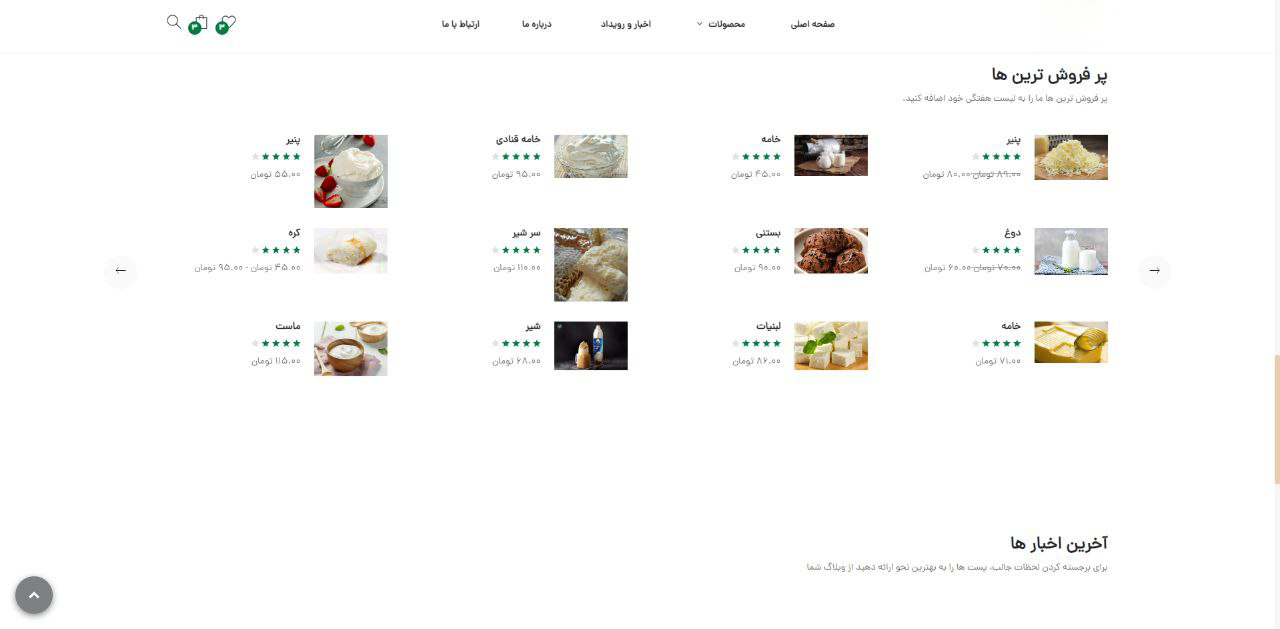 صفحه اصلی
محصولات
اخبار و رویداد
درباره ما
ارتباط با ما
۳
۳
پر فروش ترین ها
پر فروش ترین ها ما را به لیست هفتگی خود اضافه کنید.
پنیر
۸۹.۰۰ تومان ۸۰.۰۰ تومان
خامه
۴۵.۰۰ تومان
خامه قنادی
۹۵.۰۰ تومان
پنیر
۵۵.۰۰ تومان
دوغ
۷۰.۰۰ تومان ۶۰.۰۰ تومان
بستنی
۹۰.۰۰ تومان
سر شیر
۱۱۰.۰۰ تومان
کره
۴۵.۰۰ تومان - ۹۵.۰۰ تومان
خامه
۷۱.۰۰ تومان
لبنیات
۸۶.۰۰ تومان
شیر
۶۸.۰۰ تومان
ماست
۱۱۵.۰۰ تومان
آخرین اخبار ها
برای برجسته کردن لحظات جالب، پست ها را به بهترین نحو ارائه دهید از وبلاگ شما